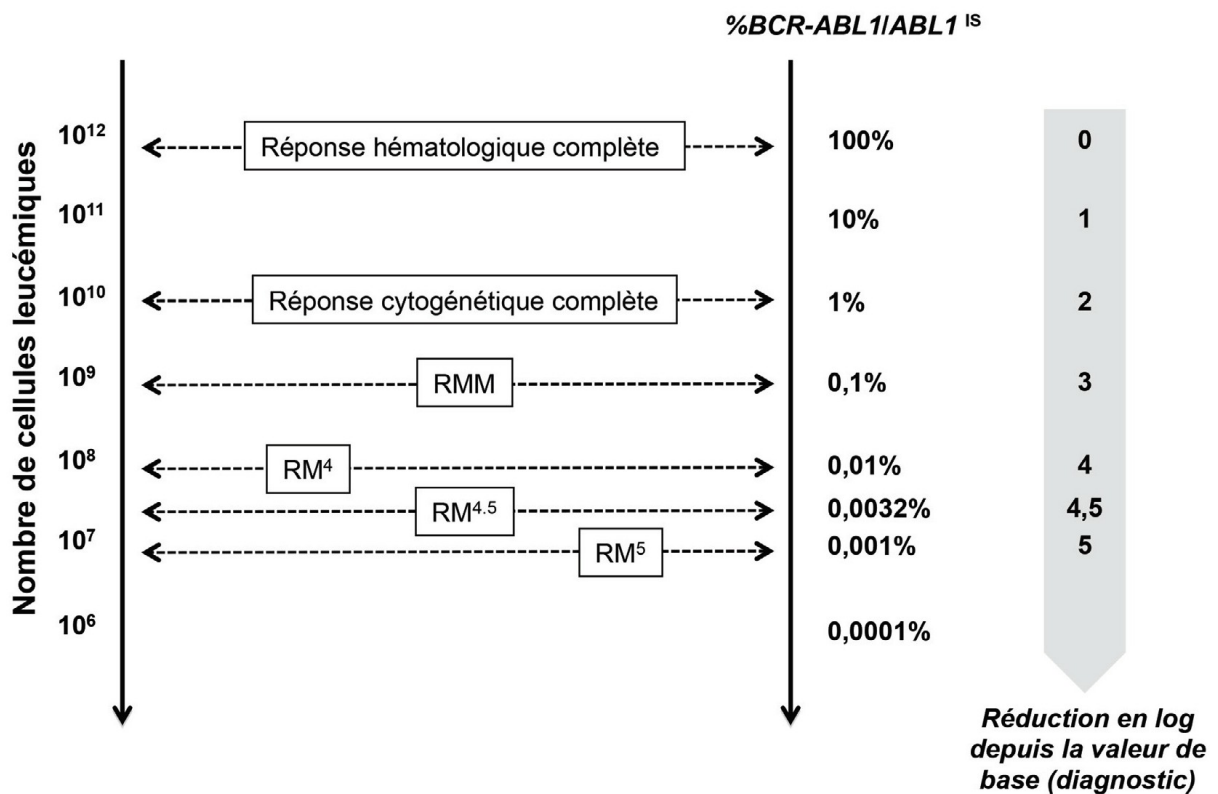 %BCR-ABL1/ABL1 IS
Nombre de cellules leucémiques
10¹² Réponse hématologique complète 100% 0
10¹¹ 10% 1
10¹⁰ Réponse cytogénétique complète 1% 2
10⁹ RMM 0,1% 3
10⁸ RM⁴ 0,01% 4
RM⁴·⁵ 0,0032% 4,5
10⁷ RM⁵ 0,001% 5
10⁶ 0,0001%
Réduction en log
depuis la valeur de
base (diagnostic)